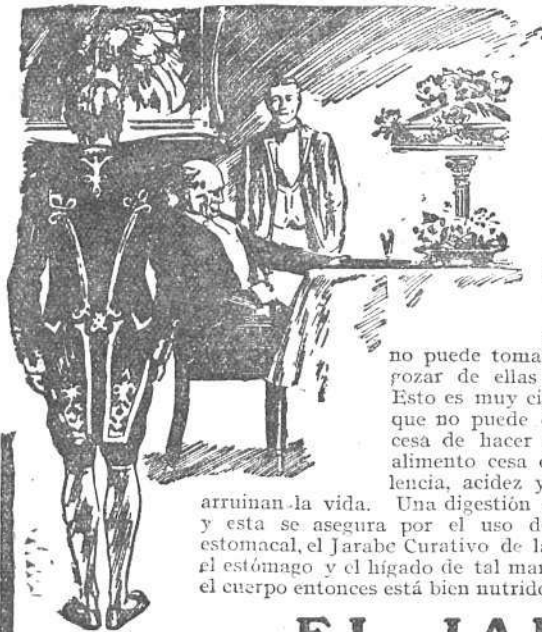 no puede toma
gozar de ellas
Esto es muy ci
que no puede
cesa de hacer
alimento cesa
lencia, acidez y
arruinan la vida. Una digestión
y esta se asegura por el uso d
estomacal, el Jarabe Curativo de la
el estómago y el hígado de tal mar
el cuerpo entonces está bien nutrido
EL JAR